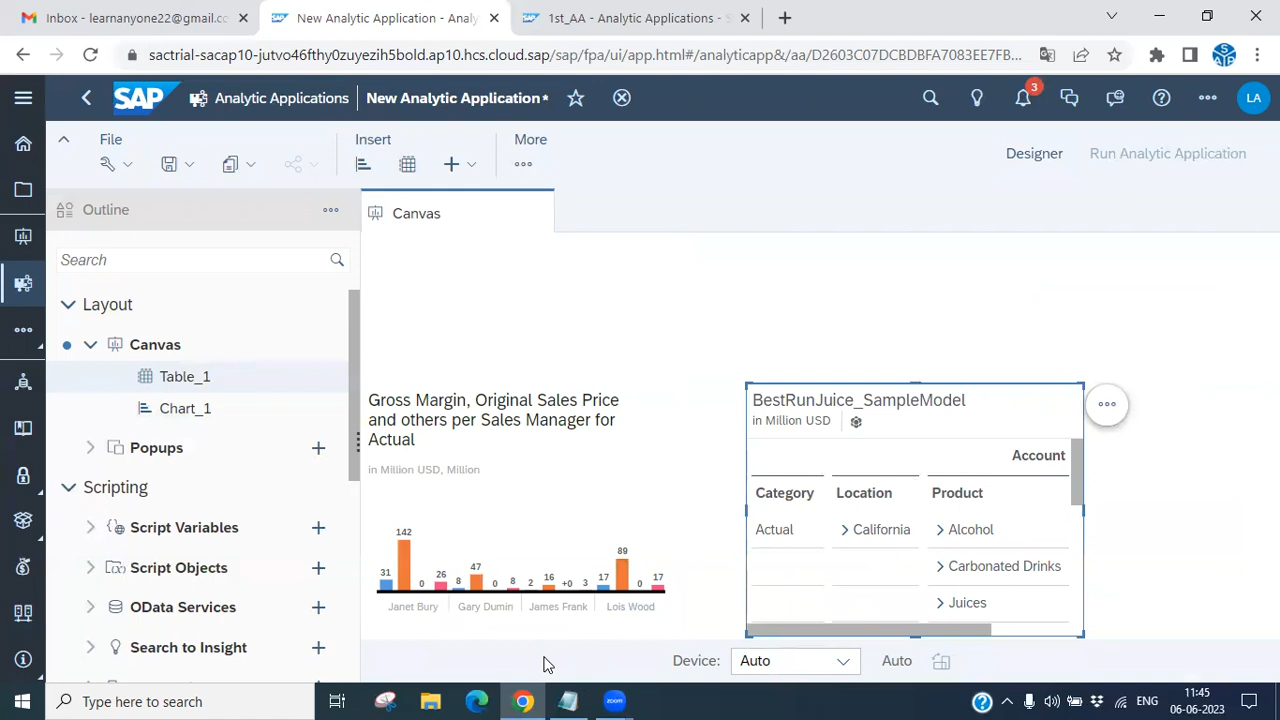 Inbox - learnanyone22@gmail.cc
New Analytic Application - Analy
1st_AA - Analytic Applications -
sactrial-sacap10-jutvo46fthy0zuyezih5bold.ap10.hcs.cloud.sap/sap/fpa/ui/app.html#/analyticapp&/aa/D2603C07DCBDBFA7083EE7FB...
SAP
Analytic Applications
New Analytic Application*
3
LA
File
Insert
More
Designer
Run Analytic Application
Outline
Canvas
Search
Layout
Canvas
Table_1
Chart_1
Popups
Scripting
Script Variables
Script Objects
OData Services
Search to Insight
Gross Margin, Original Sales Price
and others per Sales Manager for
Actual
in Million USD, Million
31 142 0 26 8 47 0 8 2 16 +0 3 17 89 0 17
Janet Bury Gary Dumin James Frank Lois Wood
BestRunJuice_SampleModel
in Million USD
Account
Category Location Product
Actual California Alcohol
Carbonated Drinks
Juices
Device: Auto Auto
Type here to search
zoom
ENG
11:45
06-06-2023